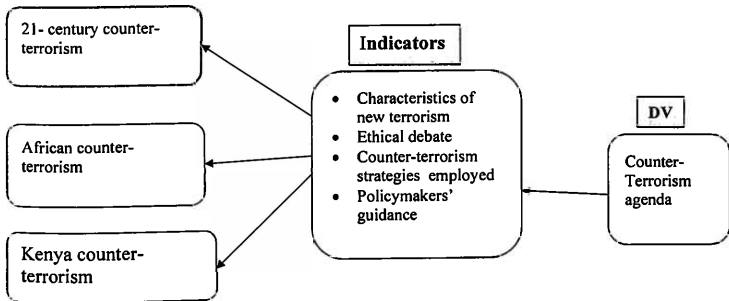 21- century counter-
terrorism
African counter-
terrorism
Kenya counter-
terrorism
Indicators
• Characteristics of
new terrorism
• Ethical debate
• Counter-terrorism
strategies employed
• Policymakers'
guidance
DV
Counter-
Terrorism
agenda